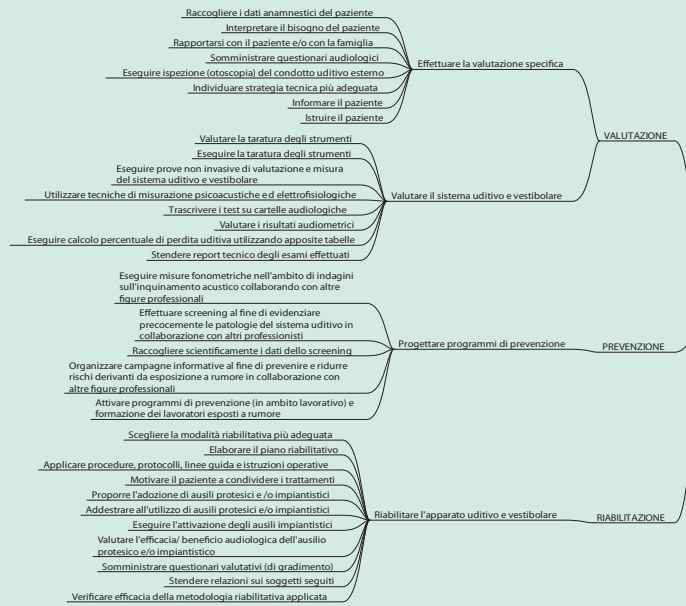 Raccogliere i dati anamnestici del paziente
Interpretare il bisogno del paziente
Rapportarsi con il paziente e/o con la famiglia
Somministrare questionari audiologici
Eseguire ispezione (otoscopia) del condotto uditivo esterno
Individuare strategia tecnica più adeguata
Informare il paziente
Istruire il paziente
Effettuare la valutazione specifica
Valutare la taratura degli strumenti
Eseguire la taratura degli strumenti
Eseguire prove non invasive di valutazione e misura
del sistema uditivo e vestibolare
Utilizzare tecniche di misurazione psicoacustiche e d elettrofisiologiche
Trascrivere i test su cartelle audiologiche
Valutare i risultati audiometrici
Eseguire calcolo percentuale di perdita uditiva utilizzando apposite tabelle
Stendere report tecnico degli esami effettuati
Valutare il sistema uditivo e vestibolare
VALUTAZIONE
Eseguire misure fonometriche nell'ambito di indagini
sull'inquinamento acustico collaborando con altre
figure professionali
Effettuare screening al fine di evidenziare
precocemente le patologie del sistema uditivo in
collaborazione con altri professionisti
Raccogliere scientificamente i dati dello screening
Organizzare campagne informative al fine di prevenire e ridurre
rischi derivanti da esposizione a rumore in collaborazione con
altre figure professionali
Attivare programmi di prevenzione (in ambito lavorativo) e
formazione dei lavoratori esposti a rumore
Progettare programmi di prevenzione
PREVENZIONE
Scegliere la modalità riabilitativa più adeguata
Elaborare il piano riabilitativo
Applicare procedure, protocolli, linee guida e istruzioni operative
Motivare il paziente a condividere i trattamenti
Proporre l'adozione di ausili protesici e /o impiantistici
Addestrare all'utilizzo di ausili protesici e/o impiantistici
Eseguire l'attivazione degli ausili impiantistici
Valutare l'efficacia/ beneficio audiologica dell'ausilio
protesico e/o impiantistico
Somministrare questionari valutativi (di gradimento)
Stendere relazioni sui soggetti seguiti
Verificare efficacia della metodologia riabilitativa applicata
Riabilitare l'apparato uditivo e vestibolare
RIABILITAZIONE